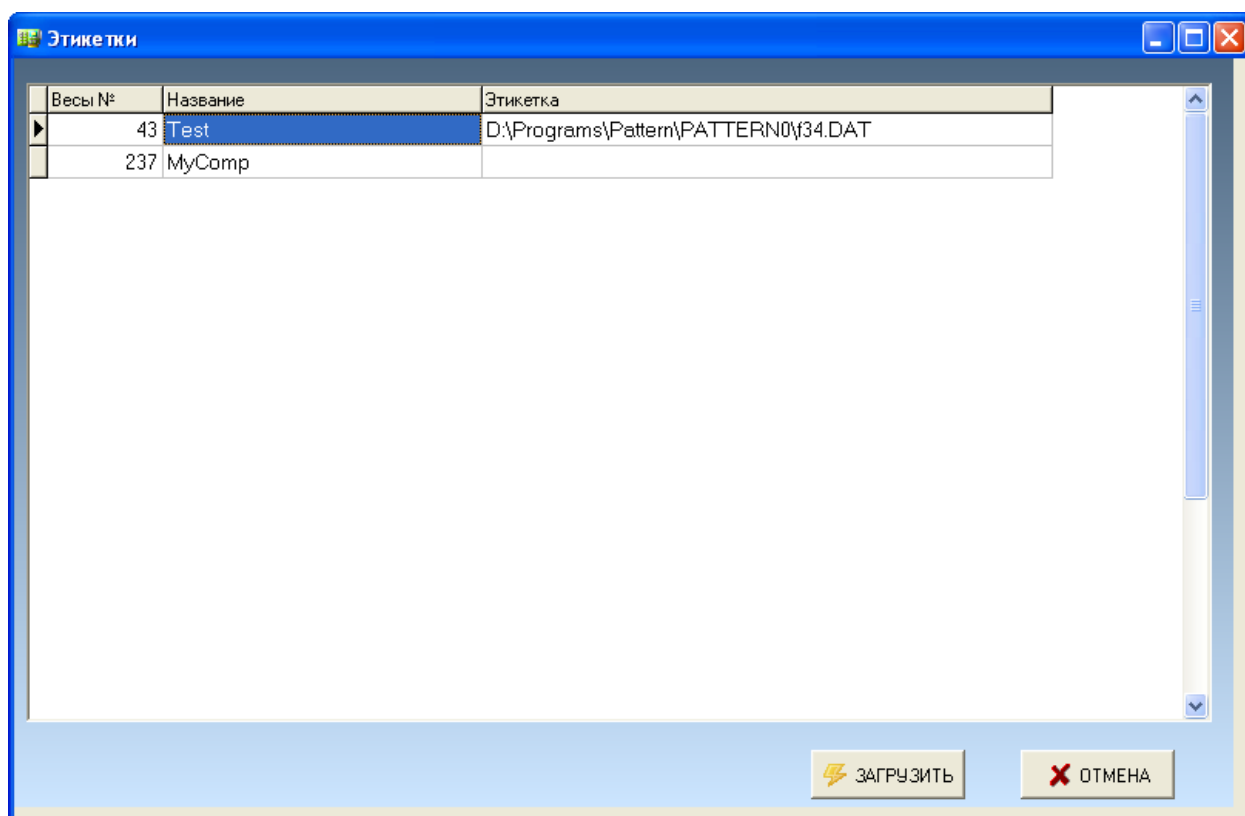 Этикетки
Весы № Название Этикетка
43 Test D:\Programs\Pattern\PATTERN0\f34.DAT
237 MyComp
ЗАГРУЗИТЬ ОТМЕНА